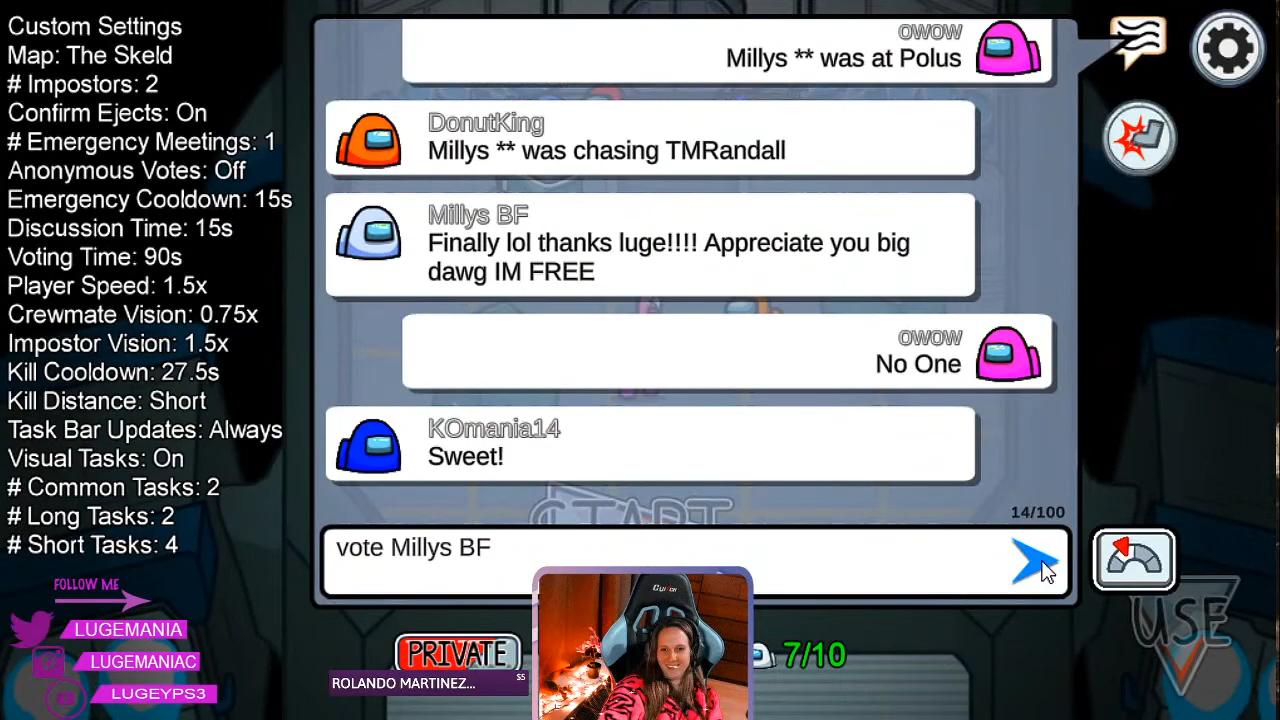 Custom Settings
Map: The Skeld
# Impostors: 2
Confirm Ejects: On
# Emergency Meetings: 1
Anonymous Votes: Off
Emergency Cooldown: 15s
Discussion Time: 15s
Voting Time: 90s
Player Speed: 1.5x
Crewmate Vision: 0.75x
Impostor Vision: 1.5x
Kill Cooldown: 27.5s
Kill Distance: Short
Task Bar Updates: Always
Visual Tasks: On
# Common Tasks: 2
# Long Tasks: 2
# Short Tasks: 4
FOLLOW ME
LUGEMANIA
LUGEMANIAC
LUGEYPS3
owow
Millys ** was at Polus
DonutKing
Millys ** was chasing TMRandall
Millys BF
Finally lol thanks luge!!!! Appreciate you big
dawg IM FREE
owow
No One
KOmania14
Sweet!
START
14/100
vote Millys BF
PRIVATE
7/10
ROLANDO MARTINEZ...
$5
USE